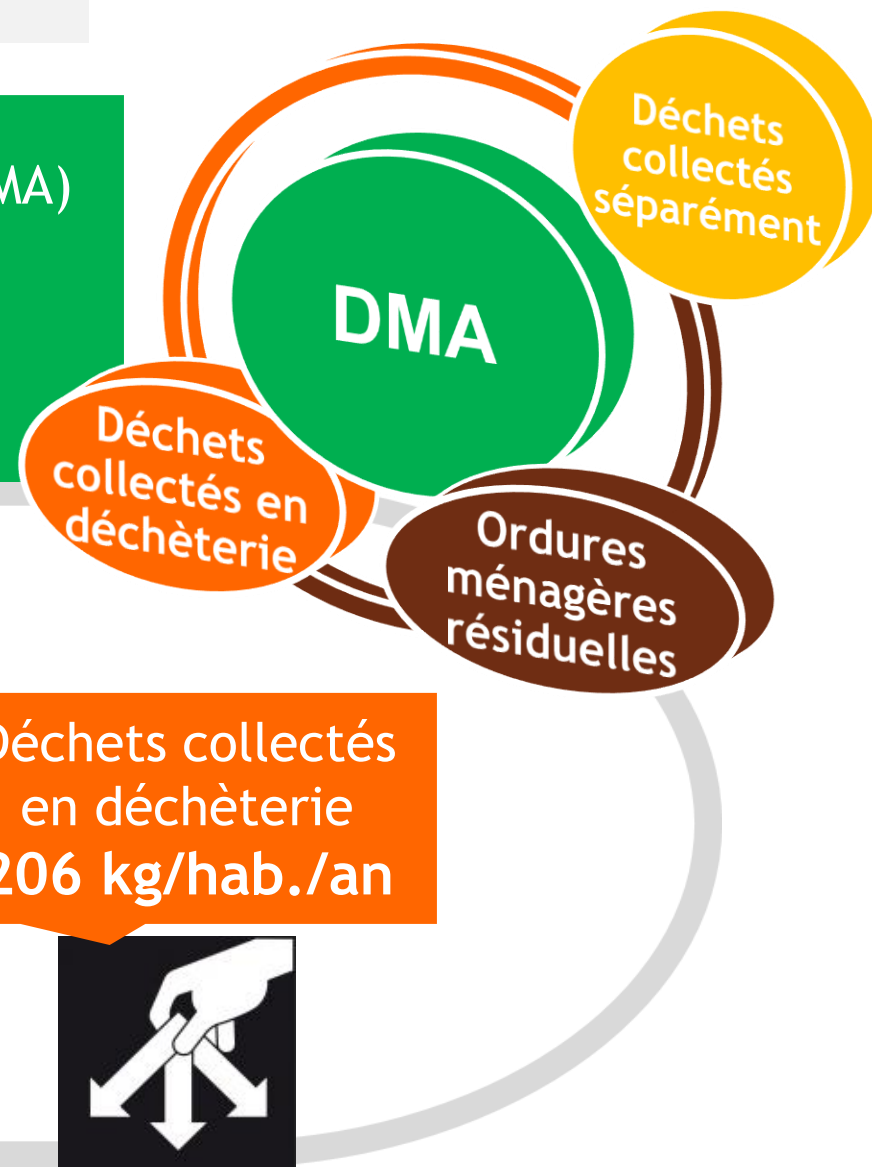 MA)
Déchets
collectés
séparément
DMA
Déchets
collectés en
déchèterie
Ordures
ménagères
résiduelles
Déchets collectés
en déchèterie
206 kg/hab./an